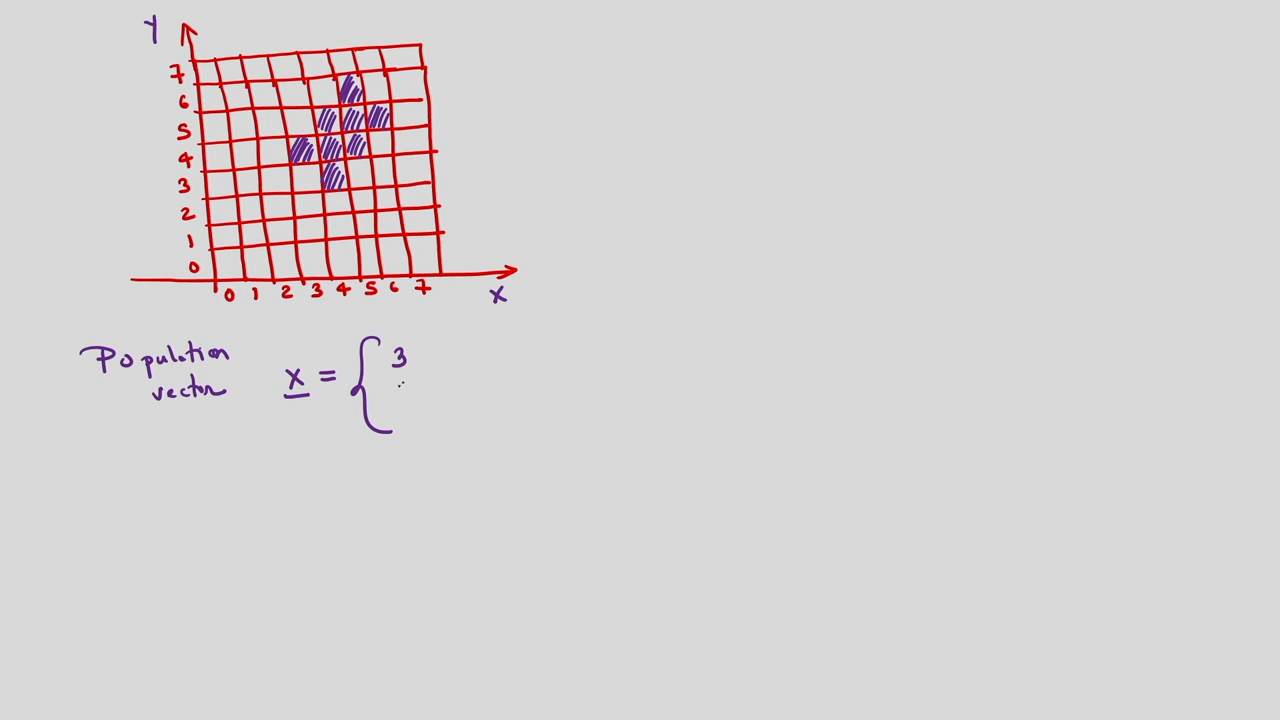 Y
7
6
5
4
3
2
1
0
0 1 2 3 4 5 6 7
X
Population
vector
x = { 3